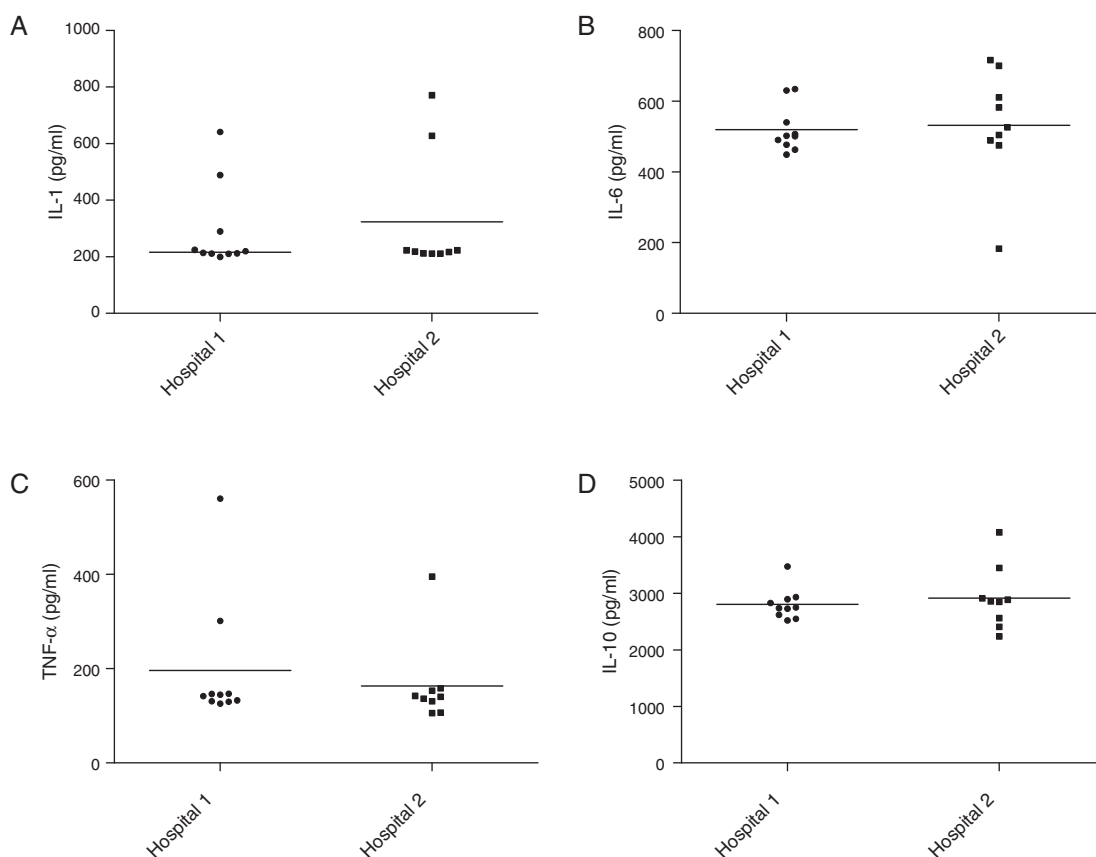 A
1000
800
600
400
200
0
IL-1 (pg/ml)
Hospital 1
Hospital 2
B
800
600
400
200
0
IL-6 (pg/ml)
Hospital 1
Hospital 2
C
600
400
200
0
TNF-α (pg/ml)
Hospital 1
Hospital 2
D
5000
4000
3000
2000
1000
0
IL-10 (pg/ml)
Hospital 1
Hospital 2